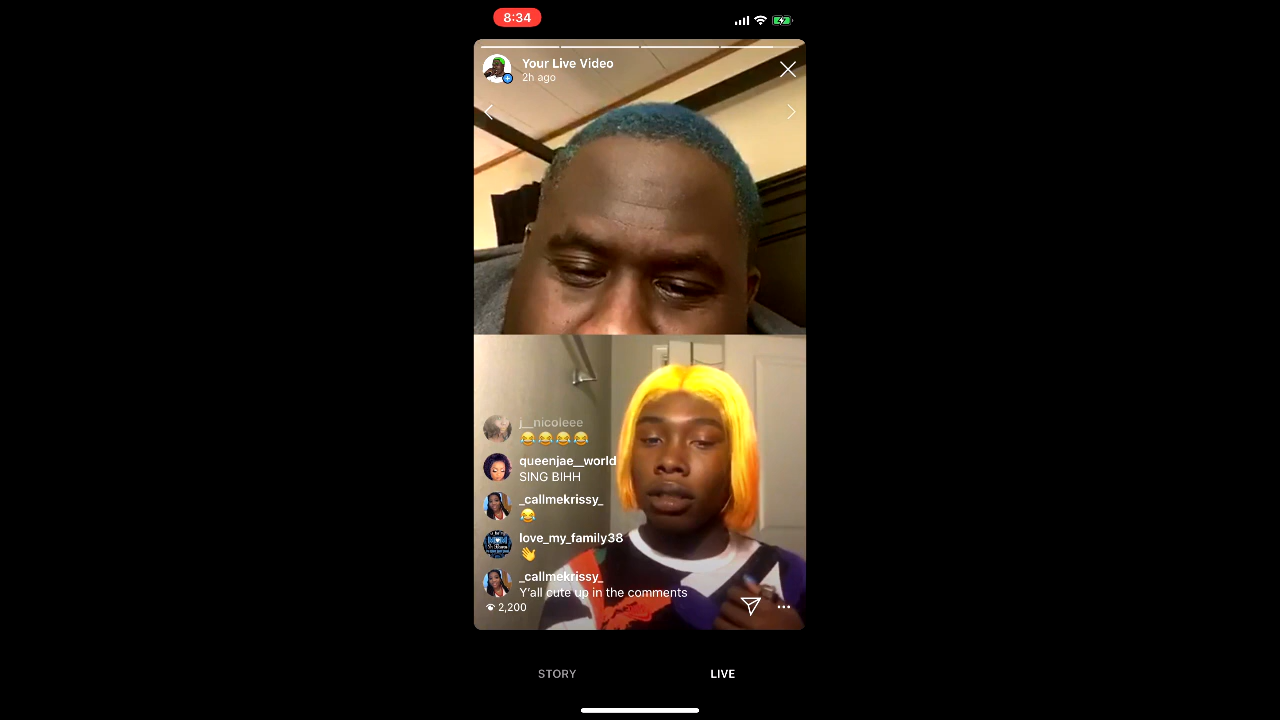 8:34
Your Live Video
2h ago
j__nicoleee
😂😂😂😂
queenjae__world
SING BIHH
_callmekrissy_
😂
love_my_family38
👋
_callmekrissy_
Y'all cute up in the comments
2,200
STORY
LIVE